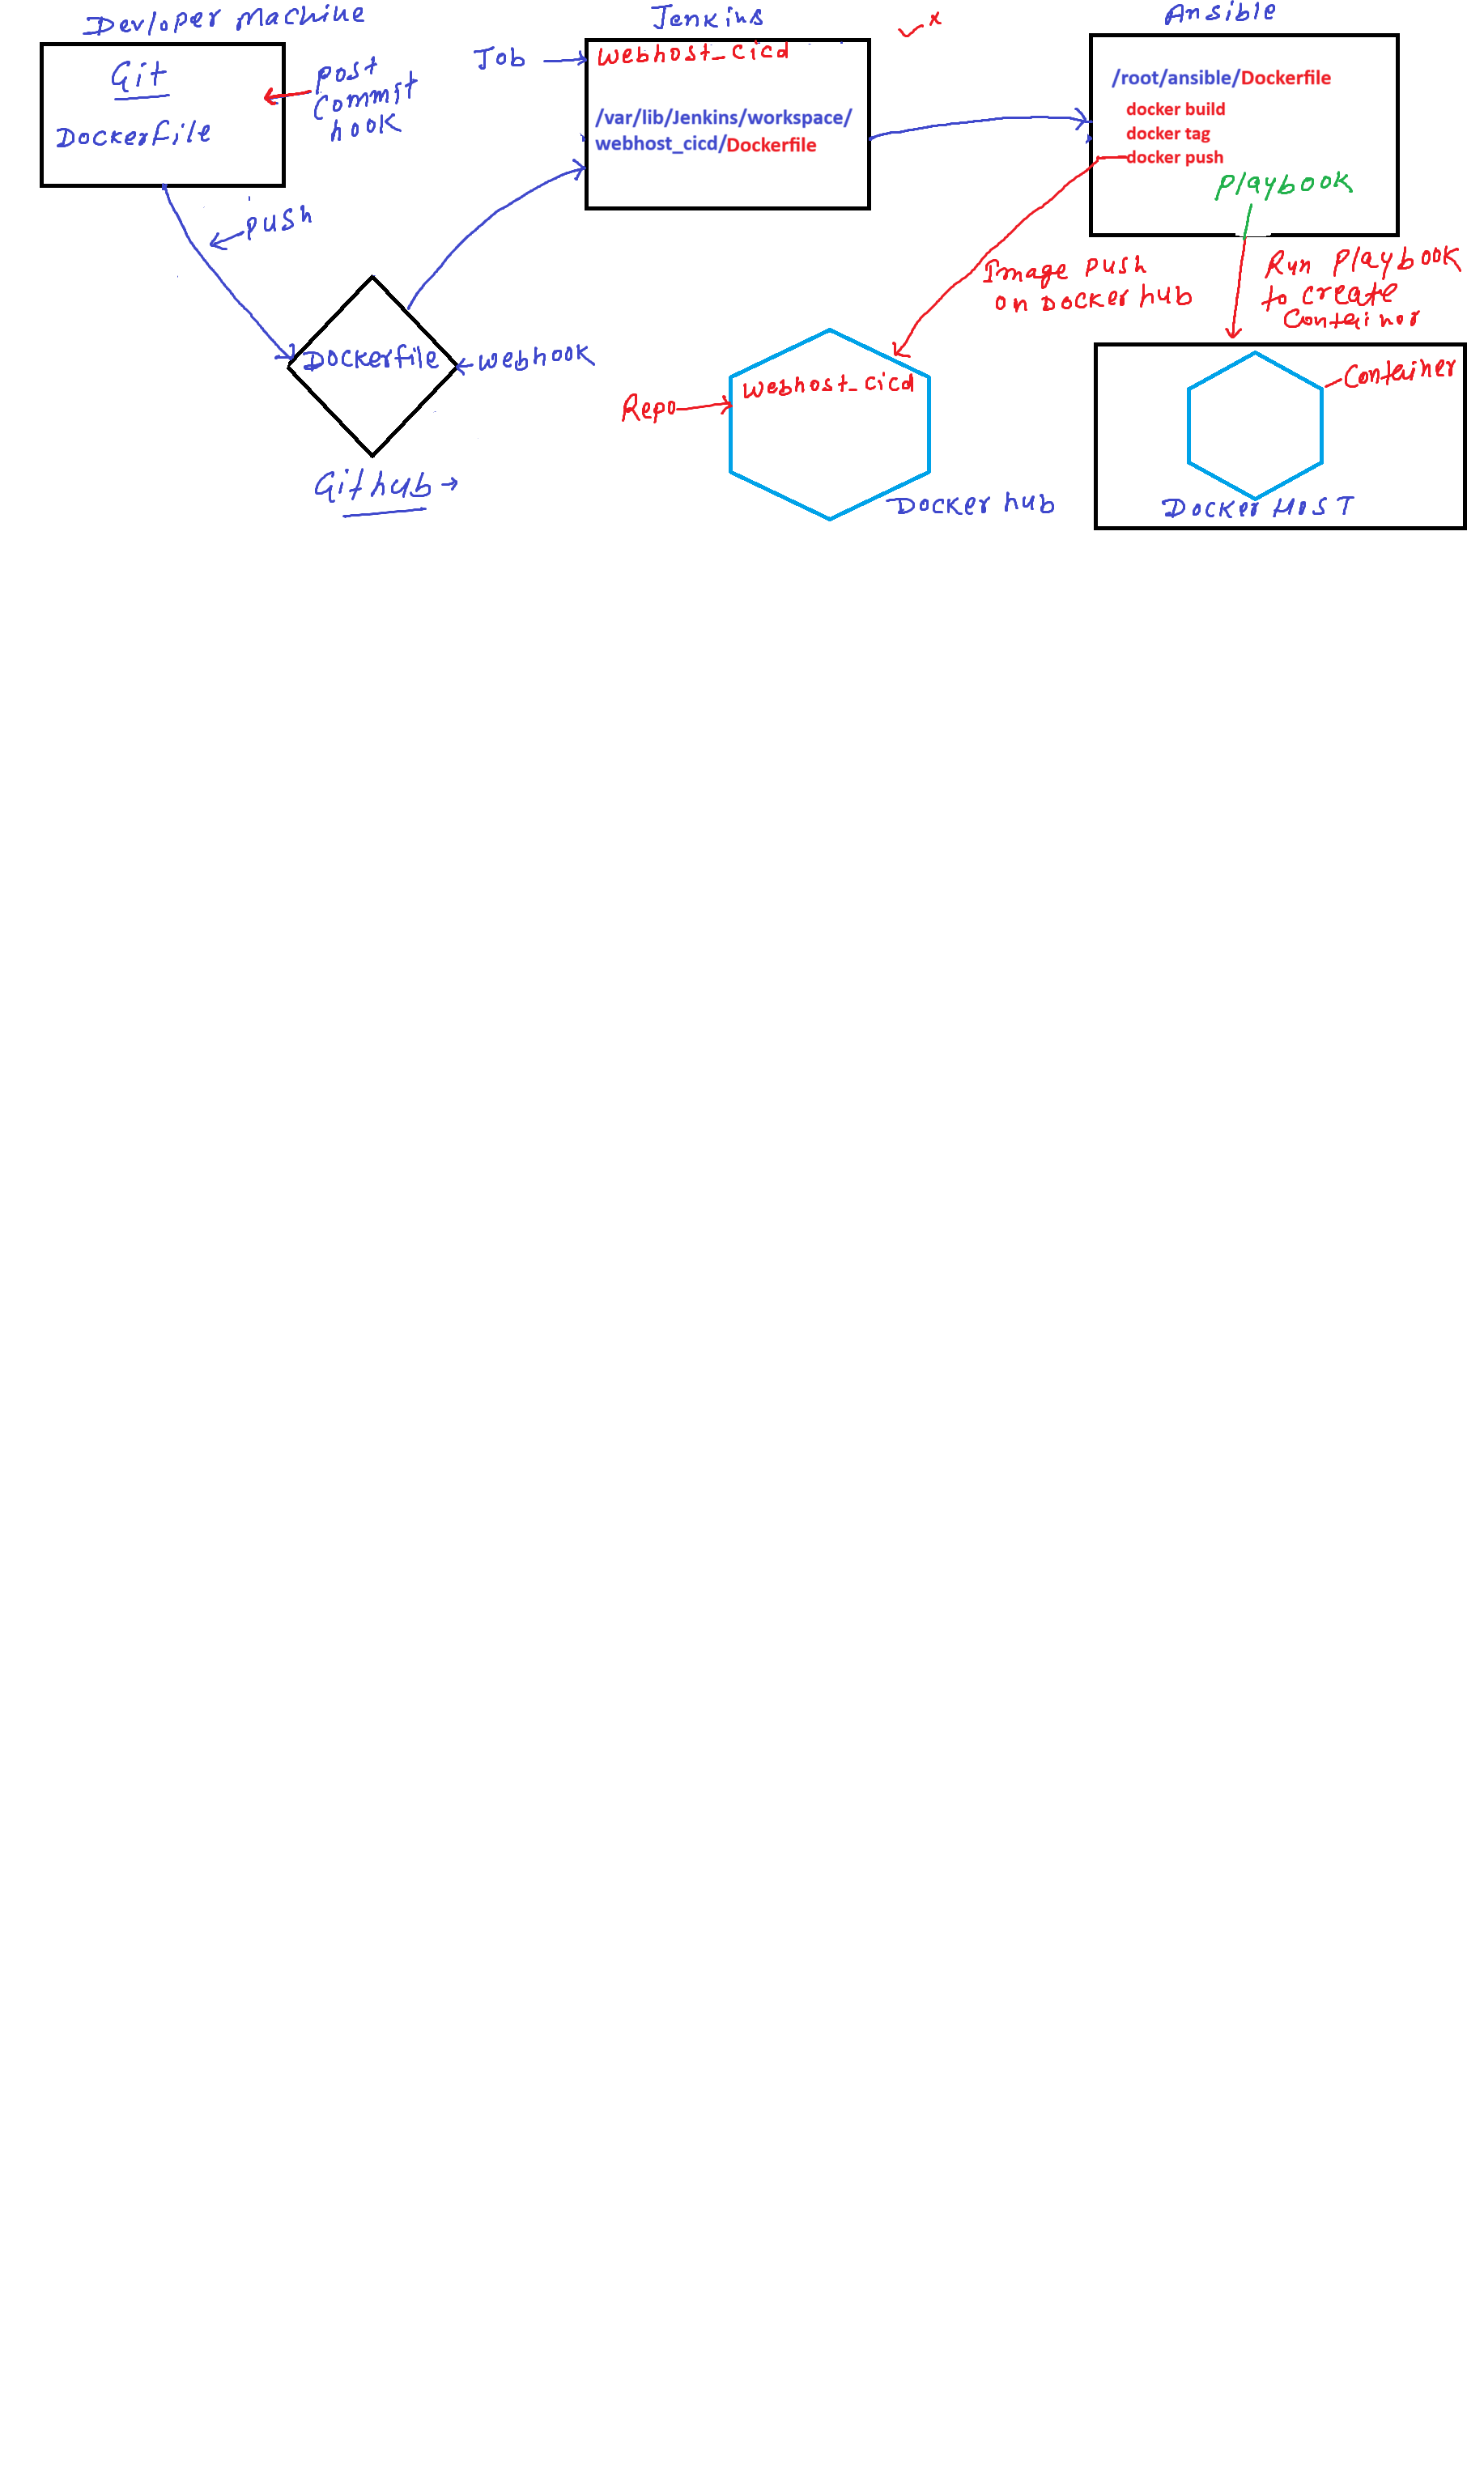 Devloper Machine
Git
Dockerfile
Post
Commit
hook
push
Dockerfile
Webhook
Github
Jenkins
Job
Webhost_cicd
/var/lib/Jenkins/workspace/
webhost_cicd/Dockerfile
Ansible
/root/ansible/Dockerfile
docker build
docker tag
docker push
Playbook
Image push
on Docker hub
Run Playbook
to create
Container
Repo
Webhost_cicd
Docker hub
Container
Docker HOST